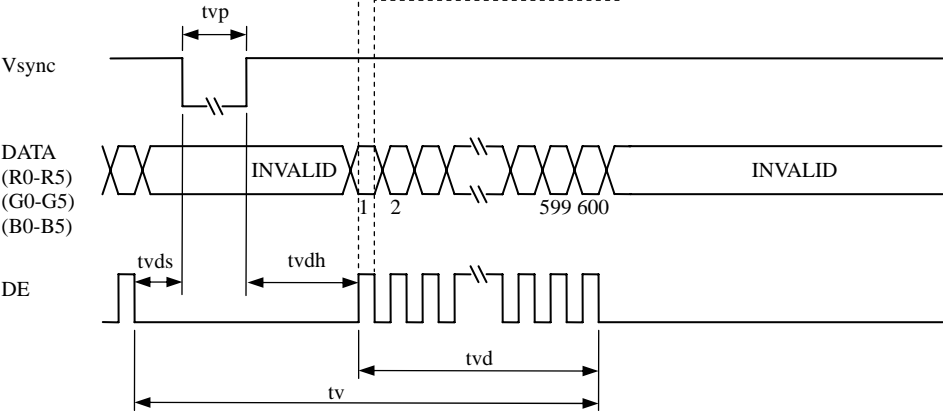 tvp
Vsync
DATA
(R0-R5)
(G0-G5)
(B0-B5)
INVALID
INVALID
1
2
599 600
tvds
tvdh
DE
tvd
tv